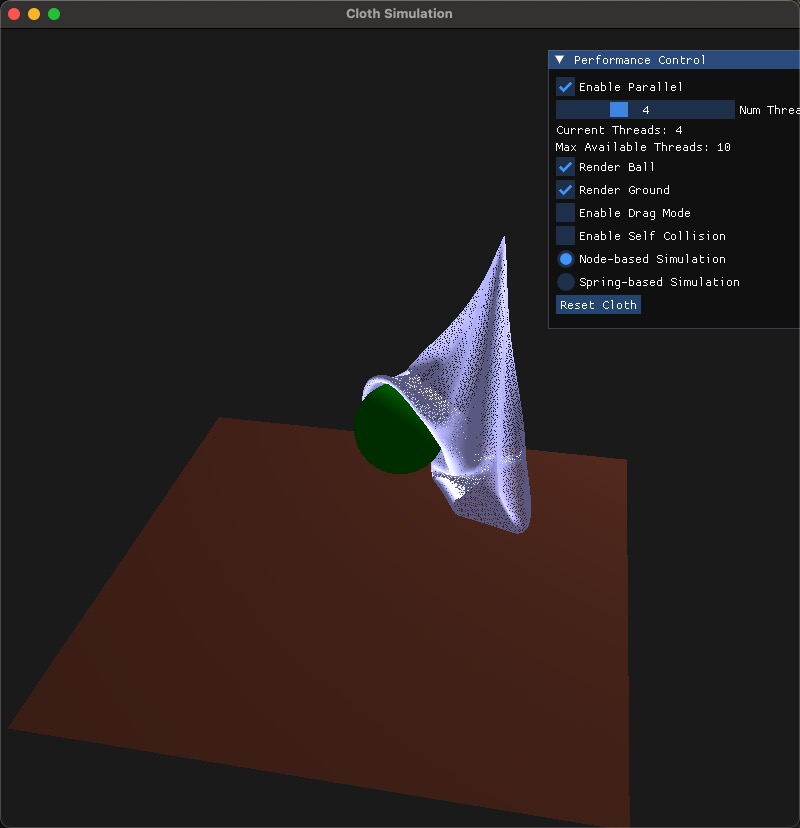 Cloth Simulation
Performance Control
Enable Parallel
4 Num Threa
Current Threads: 4
Max Available Threads: 10
Render Ball
Render Ground
Enable Drag Mode
Enable Self Collision
Node-based Simulation
Spring-based Simulation
Reset Cloth